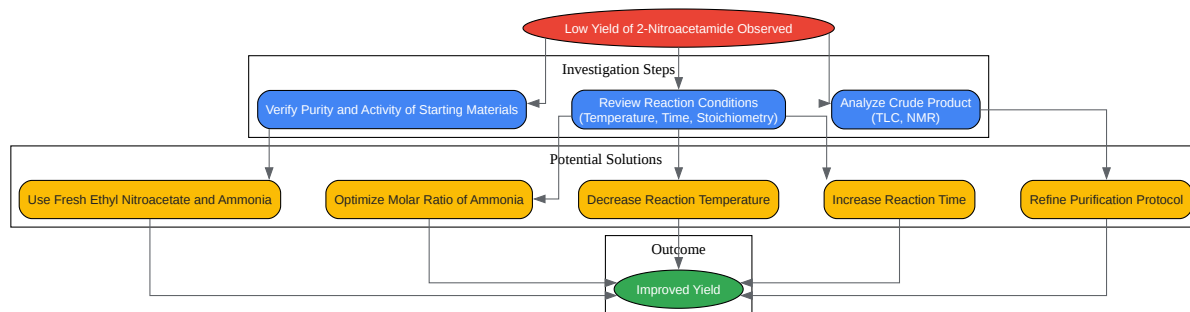 Low Yield of 2-Nitroacetamide Observed
Investigation Steps
Verify Purity and Activity of Starting Materials
Review Reaction Conditions
(Temperature, Time, Stoichiometry)
Analyze Crude Product
(TLC, NMR)
Potential Solutions
Use Fresh Ethyl Nitroacetate and Ammonia
Optimize Molar Ratio of Ammonia
Decrease Reaction Temperature
Increase Reaction Time
Refine Purification Protocol
Outcome
Improved Yield